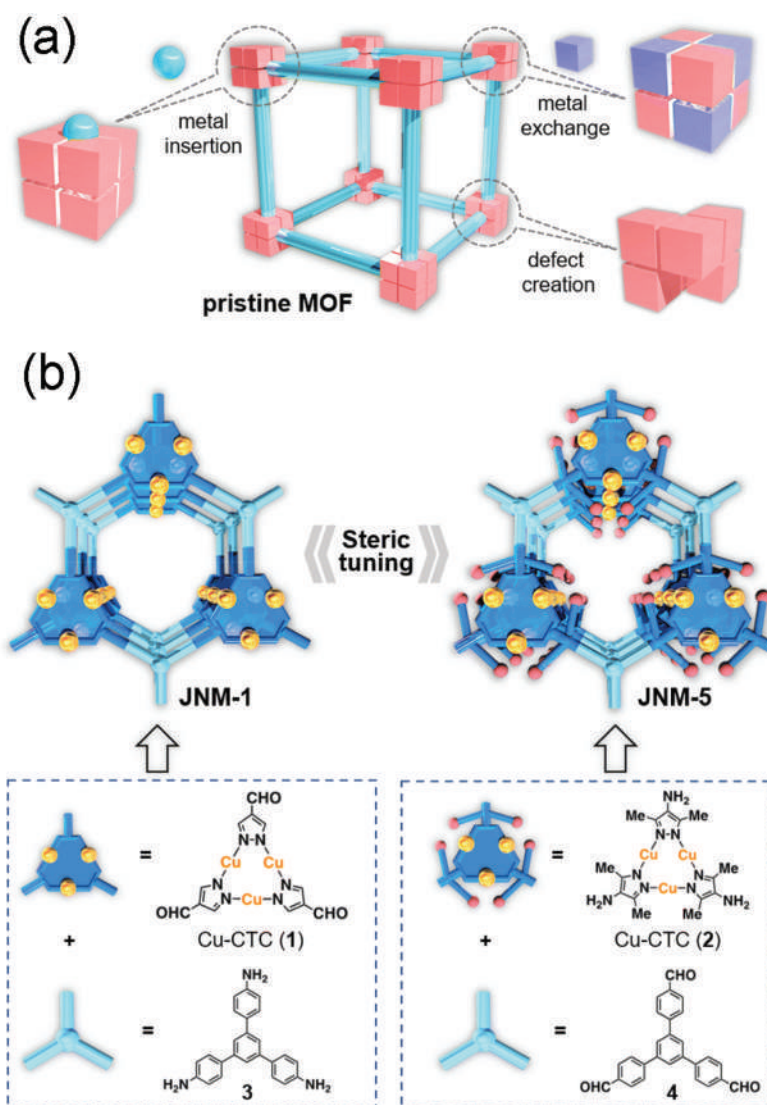 (a)
metal
insertion
metal
exchange
defect
creation
pristine MOF
(b)
Steric
tuning
JNM-1
JNM-5
CHO
N-N
Cu
Cu
N
N
N
Cu
N
OHC
CHO
Cu-CTC (1)
+
=
NH2
H2N
NH2
3
=
NH2
Me
Me
N-N
Cu
Cu
Me
N
N
Me
N
Cu
N
H2N
NH2
Me
Me
Cu-CTC (2)
+
=
CHO
OHC
CHO
4
=